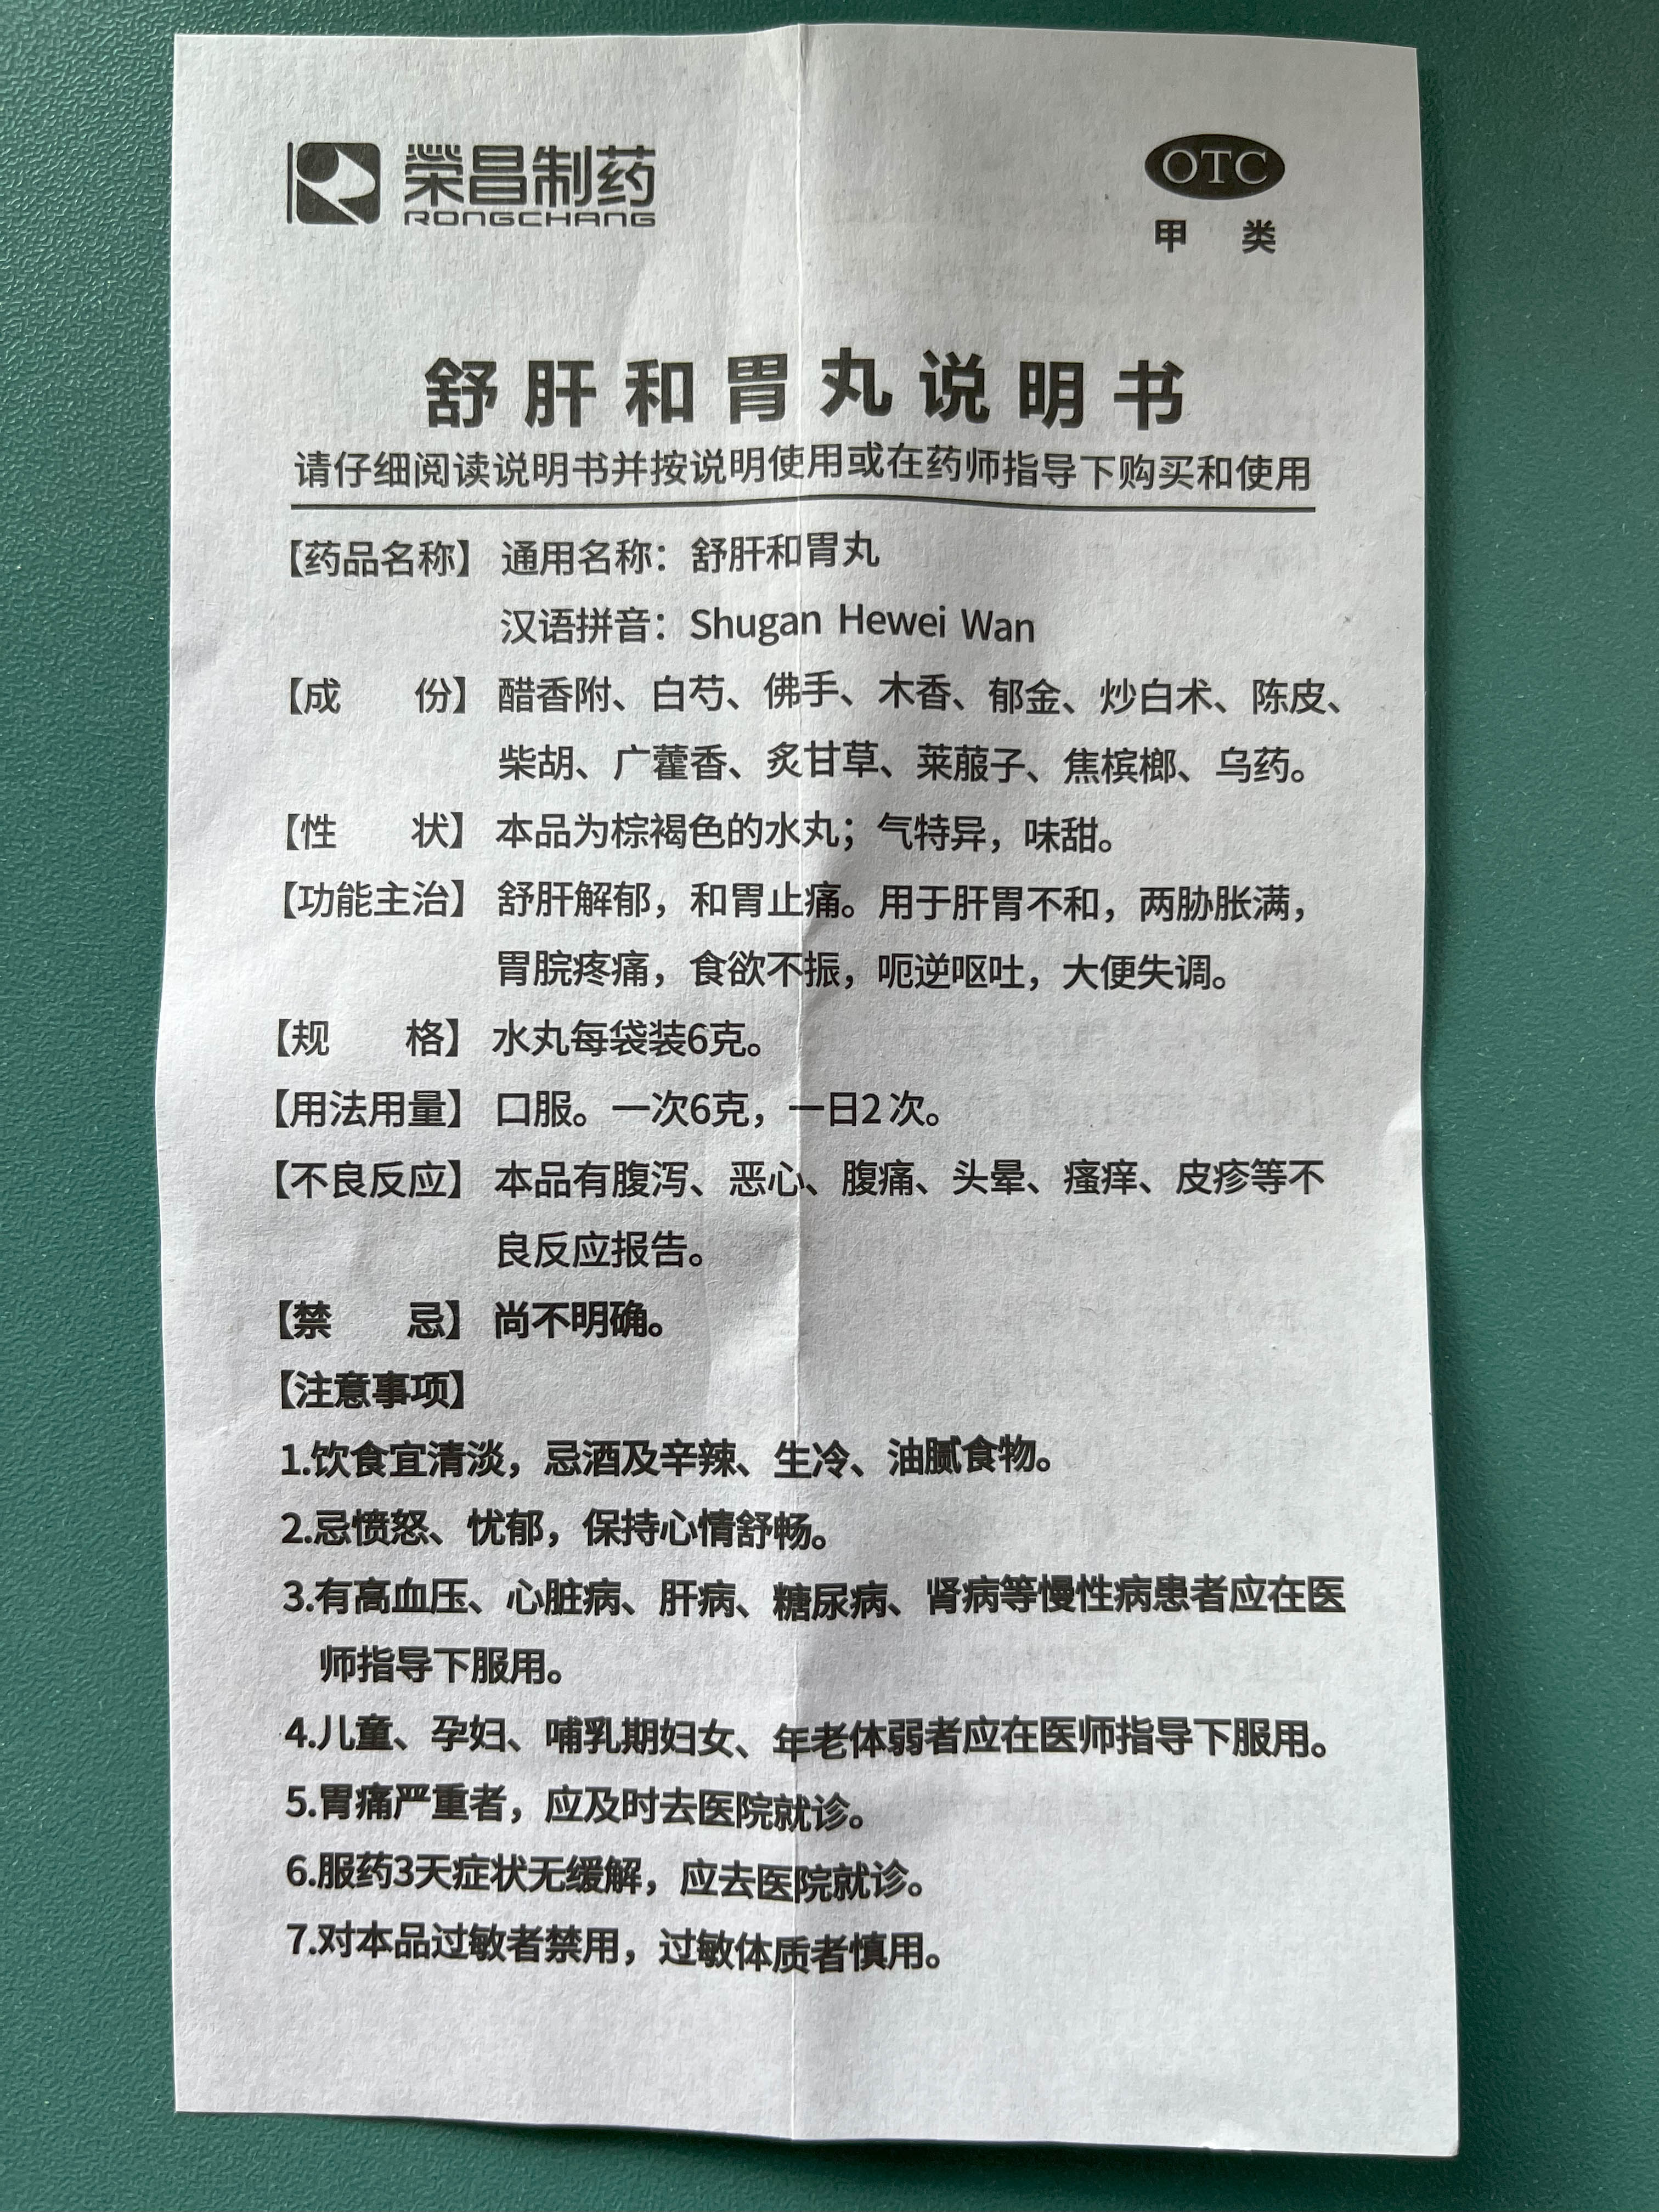 榮昌制药
RONGCHANG
OTC
甲 类
舒肝和胃丸说明书
请仔细阅读说明书并按说明使用或在药师指导下购买和使用
【药品名称】 通用名称：舒肝和胃丸
汉语拼音：Shugan Hewei Wan
【成 份】 醋香附、白芍、佛手、木香、郁金、炒白术、陈皮、
柴胡、广藿香、炙甘草、莱菔子、焦槟榔、乌药。
【性 状】 本品为棕褐色的水丸；气特异，味甜。
【功能主治】 舒肝解郁，和胃止痛。用于肝胃不和，两胁胀满，
胃脘疼痛，食欲不振，呃逆呕吐，大便失调。
【规 格】 水丸每袋装6克。
【用法用量】 口服。一次6克，一日2次。
【不良反应】 本品有腹泻、恶心、腹痛、头晕、瘙痒、皮疹等不
良反应报告。
【禁 忌】 尚不明确。
【注意事项】
1.饮食宜清淡，忌酒及辛辣、生冷、油腻食物。
2.忌愤怒、忧郁，保持心情舒畅。
3.有高血压、心脏病、肝病、糖尿病、肾病等慢性病患者应在医
师指导下服用。
4.儿童、孕妇、哺乳期妇女、年老体弱者应在医师指导下服用。
5.胃痛严重者，应及时去医院就诊。
6.服药3天症状无缓解，应去医院就诊。
7.对本品过敏者禁用，过敏体质者慎用。